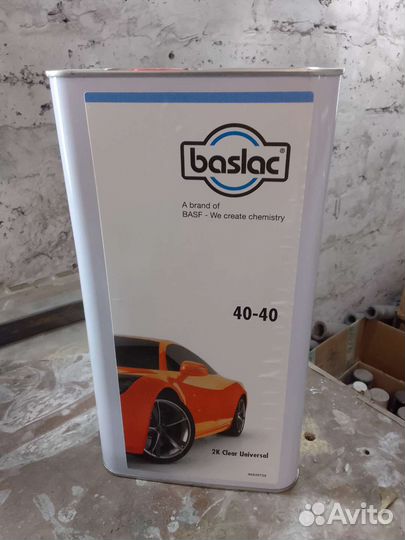 baslac®
A brand of
BASF - We create chemistry
40-40
2K Clear Universal
Avito